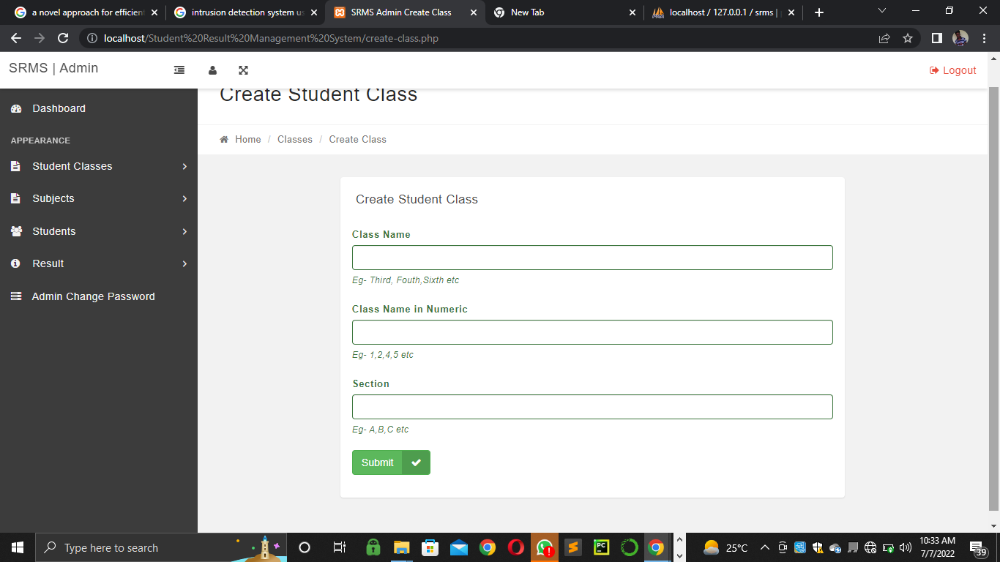 a novel approach for efficien
intrusion detection system us
SRMS Admin Create Class
New Tab
localhost / 127.0.0.1 / srms |
localhost/Student%20Result%20Management%20System/create-class.php
SRMS | Admin
Logout
Create Student Class
Dashboard
Home / Classes / Create Class
APPEARANCE
Student Classes
Subjects
Students
Result
Admin Change Password
Create Student Class
Class Name
Eg- Third, Fouth,Sixth etc
Class Name in Numeric
Eg- 1,2,4,5 etc
Section
Eg- A,B,C etc
Submit
Type here to search
PC
25°C
10:33 AM
7/7/2022
39